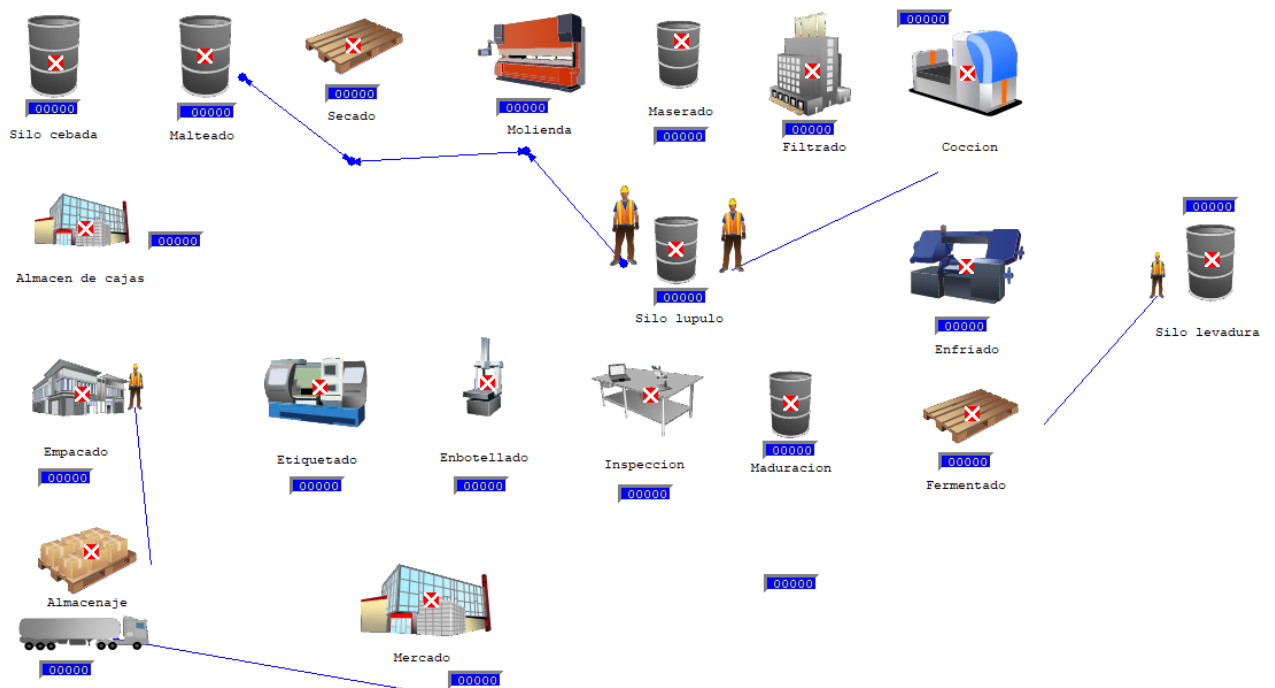 00000
00000
00000
Silo cebada
00000
Malteado
00000
Secado
00000
Molienda
Maserado
00000
00000
Filtrado
Coccion
00000
Almacen de cajas
00000
00000
Silo lupulo
00000
Enfriado
Silo levadura
Empacado
00000
Etiquetado
00000
Enbotellado
00000
Inspeccion
00000
00000
Maduracion
00000
Fermentado
Almacenaje
00000
00000
Mercado
00000